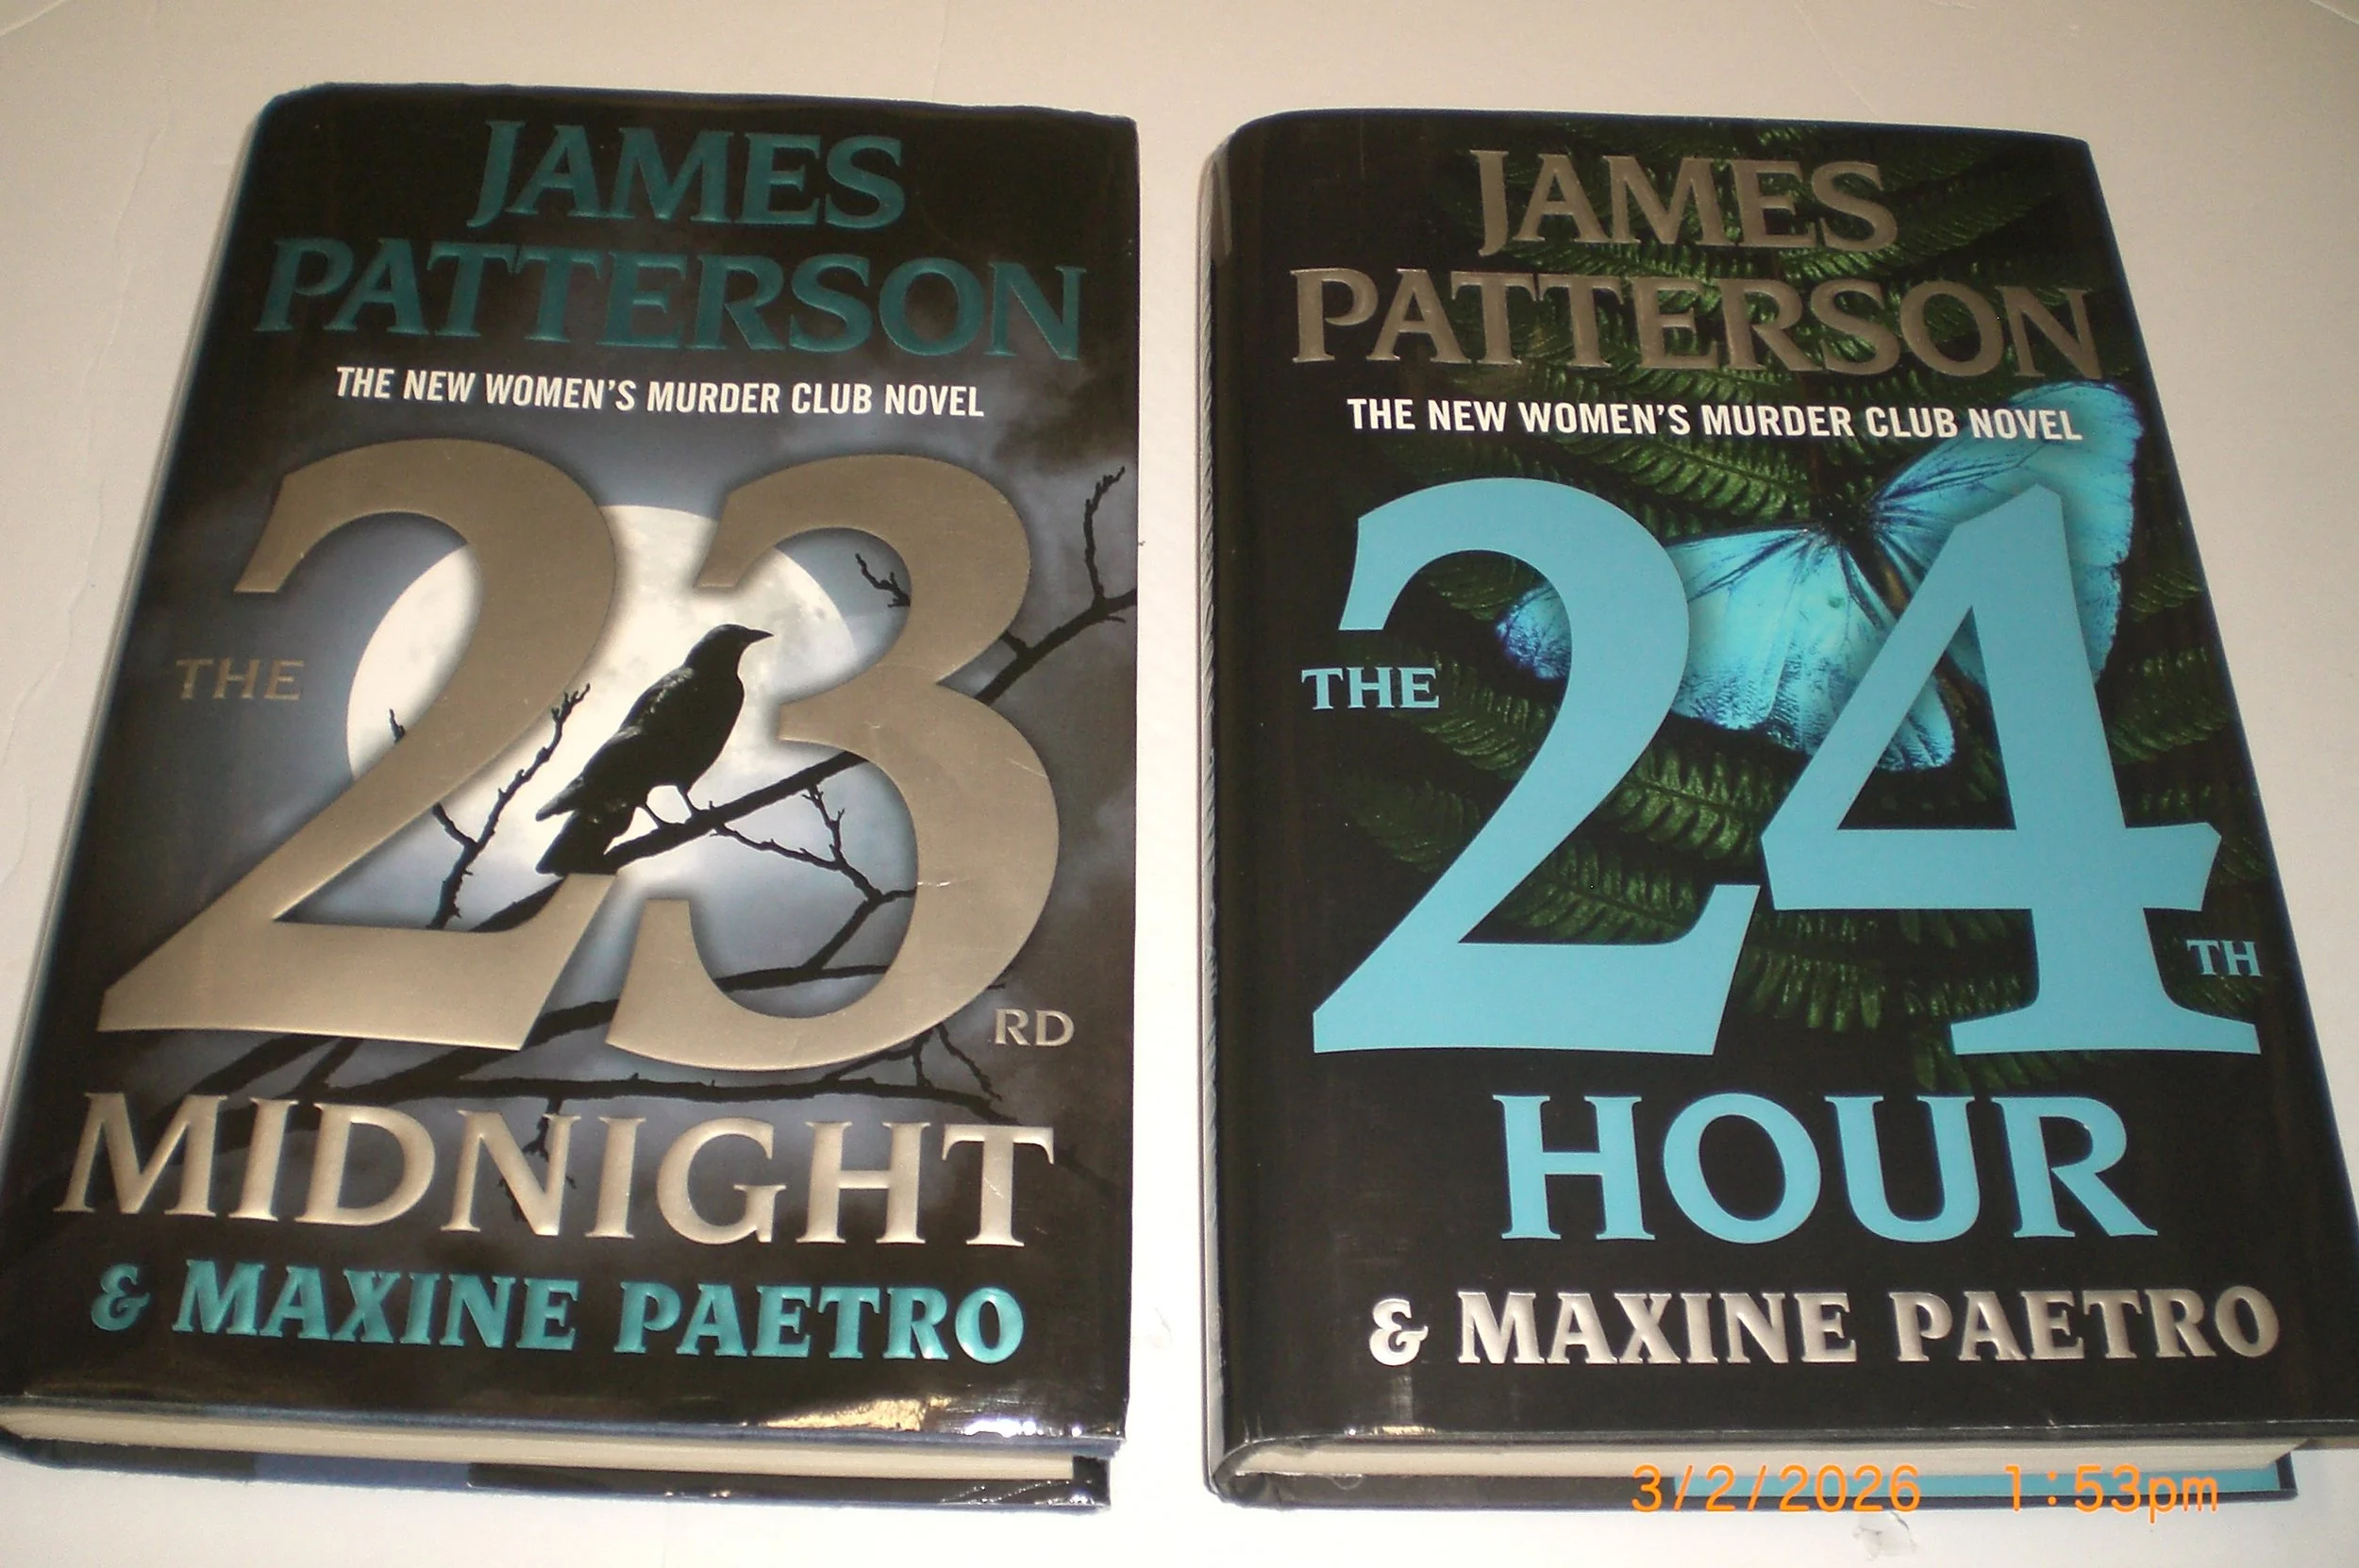 JAMES
PATTERSON
THE NEW WOMEN'S MURDER CLUB NOVEL
THE 23RD
MIDNIGHT
& MAXINE PAETRO
JAMES
PATTERSON
THE NEW WOMEN'S MURDER CLUB NOVEL
THE 24TH
HOUR
& MAXINE PAETRO
3/2/2026 1:53pm